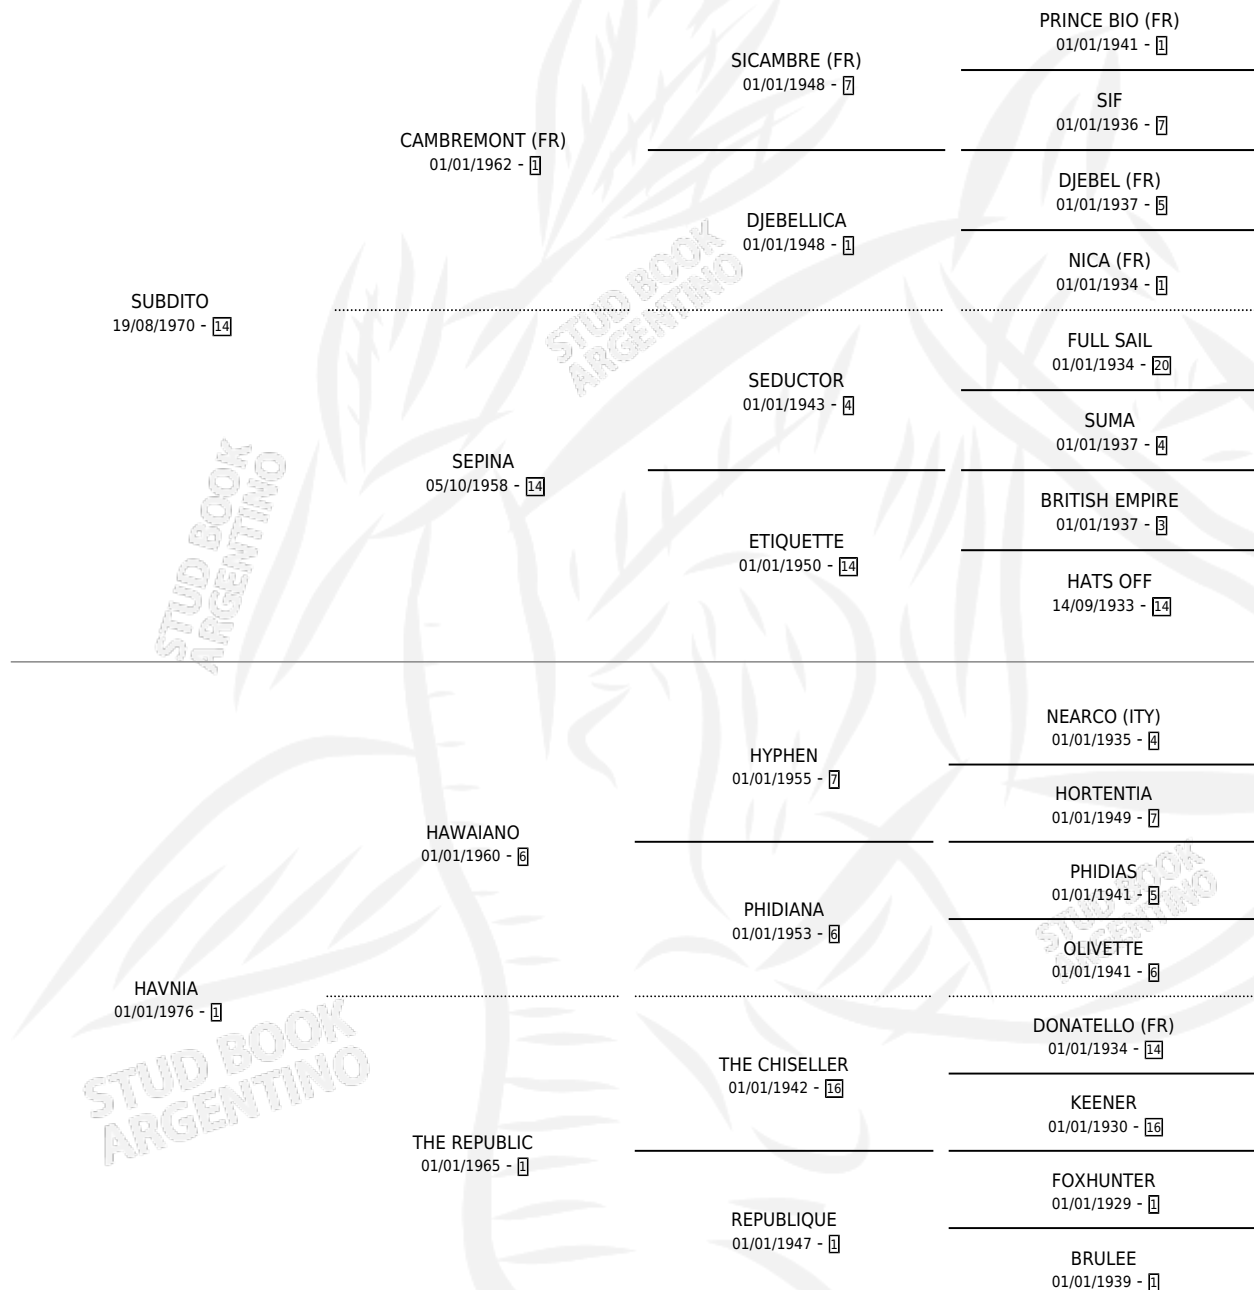 PRINCE BIO (FR)
01/01/1941 - 1
SICAMBRE (FR)
01/01/1948 - 7
SIF
01/01/1936 - 7
CAMBREMONT (FR)
01/01/1962 - 1
DJEBEL (FR)
01/01/1937 - 5
DJEBELLICA
01/01/1948 - 1
NICA (FR)
01/01/1934 - 1
SUBDITO
19/08/1970 - 14
FULL SAIL
01/01/1934 - 20
SEDUCTOR
01/01/1943 - 4
SUMA
01/01/1937 - 4
SEPINA
05/10/1958 - 14
BRITISH EMPIRE
01/01/1937 - 3
ETIQUETTE
01/01/1950 - 14
HATS OFF
14/09/1933 - 14
NEARCO (ITY)
01/01/1935 - 4
HYPHEN
01/01/1955 - 7
HORTENTIA
01/01/1949 - 7
HAWAIANO
01/01/1960 - 6
PHIDIAS
01/01/1941 - 5
PHIDIANA
01/01/1953 - 6
OLIVETTE
01/01/1941 - 6
HAVNIA
01/01/1976 - 1
DONATELLO (FR)
01/01/1934 - 14
THE CHISELLER
01/01/1942 - 16
KEENER
01/01/1930 - 16
THE REPUBLIC
01/01/1965 - 1
FOXHUNTER
01/01/1929 - 1
REPUBLIQUE
01/01/1947 - 1
BRULEE
01/01/1939 - 1
STUD BOOK
ARGENTINO
STUD BOOK
ARGENTINO
STUD BOOK
ARGENTINO
STUD BOOK
ARGENTINO